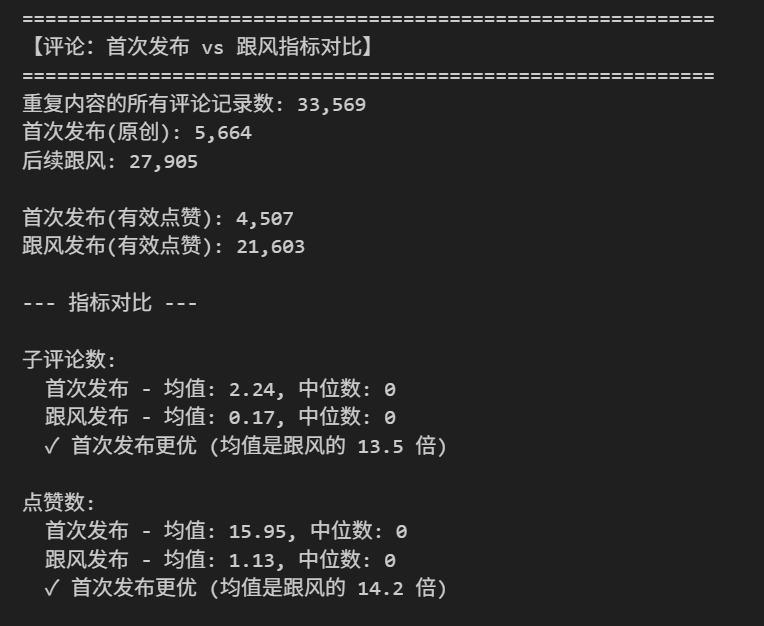 ============================================================
【评论: 首次发布 vs 跟风指标对比】
============================================================
重复内容的所有评论记录数: 33,569
首次发布(原创): 5,664
后续跟风: 27,905
首次发布(有效点赞): 4,507
跟风发布(有效点赞): 21,603
--- 指标对比 ---
子评论数:
首次发布 - 均值: 2.24, 中位数: 0
跟风发布 - 均值: 0.17, 中位数: 0
✓ 首次发布更优 (均值是跟风的 13.5 倍)
点赞数:
首次发布 - 均值: 15.95, 中位数: 0
跟风发布 - 均值: 1.13, 中位数: 0
✓ 首次发布更优 (均值是跟风的 14.2 倍)